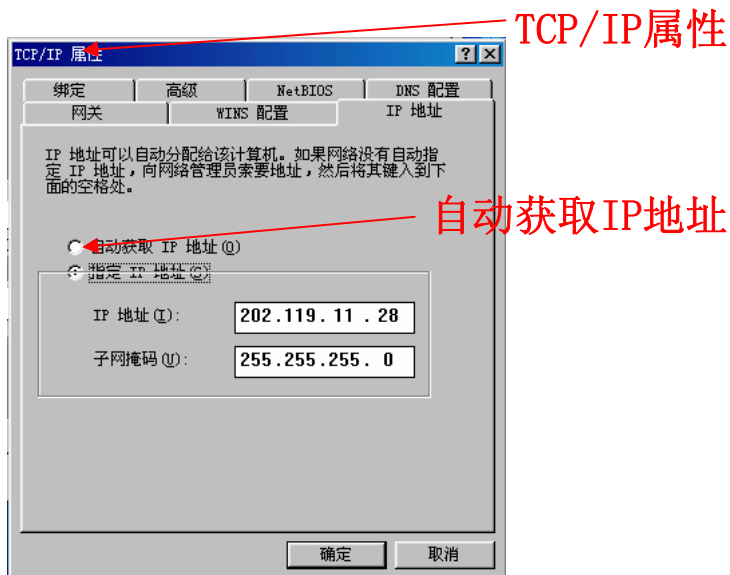 TCP/IP属性
TCP/IP 属性
绑定 高级 NetBIOS DNS 配置
网关 WINS 配置 IP 地址
IP 地址可以自动分配给该计算机。如果网络没有自动指
定 IP 地址，向网络管理员索要地址，然后将其键入到下
面的空格处。
自动获取IP地址
自动获取 IP 地址(O)
指定 IP 地址(S)
IP 地址(I): 202.119. 11 . 28
子网掩码(U): 255.255.255. 0
确定 取消